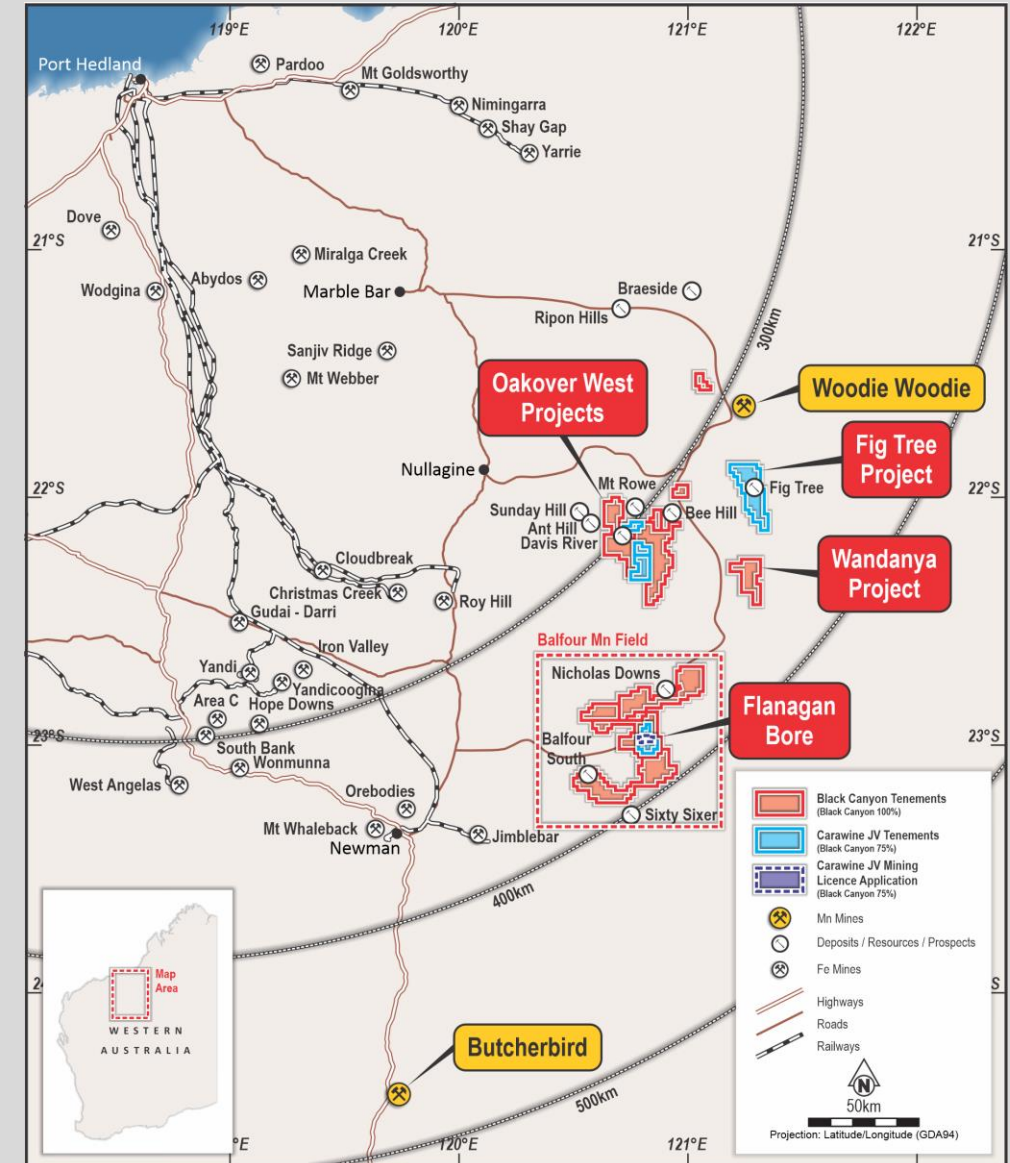 119°E
120°E
121°E
122°E
Port Hedland
Pardoo
Mt Goldsworthy
Nimingarra
Shay Gap
Yarrie
Dove
21°S
21°S
Miralga Creek
Abydos
Wodgina
Marble Bar
Braeside
Ripon Hills
300km
Sanjiv Ridge
Mt Webber
Oakover West
Projects
Woodie Woodie
Fig Tree
Project
Nullagine
22°S
22°S
Mt Rowe
Fig Tree
Sunday Hill
Bee Hill
Ant Hill
Davis River
Wandanya
Project
Cloudbreak
Christmas Creek
Roy Hill
Gudai - Darri
Iron Valley
Balfour Mn Field
Yandi
Yandicoogina
Nicholas Downs
Area C
Hope Downs
Flanagan
Bore
23°S
23°S
South Bank
Balfour
South
Wonmunna
West Angelas
Orebodies
Sixty Sixer
Mt Whaleback
Jimblebar
Newman
400km
Black Canyon Tenements
(Black Canyon 100%)
Carawine JV Tenements
(Black Canyon 75%)
Carawine JV Mining
Licence Application
(Black Canyon 75%)
Mn Mines
Deposits / Resources / Prospects
Fe Mines
Highways
Roads
Railways
N
50km
Projection: Latitude/Longitude (GDA94)
Map
Area
WESTERN
AUSTRALIA
24
S
Butcherbird
500km
°E
120°E
121°E